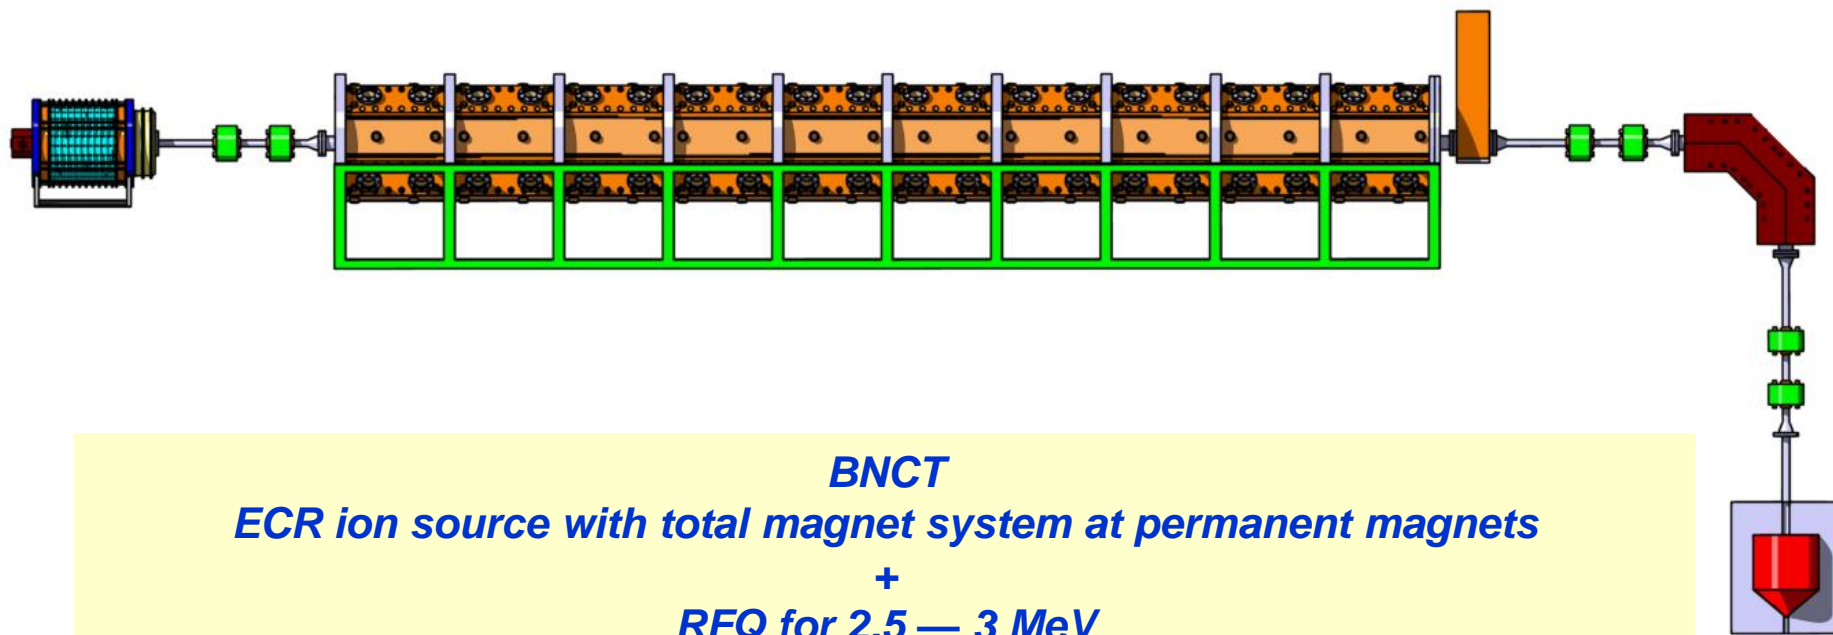 BNCT
ECR ion source with total magnet system at permanent magnets
+
RFQ for 2.5 — 3 MeV